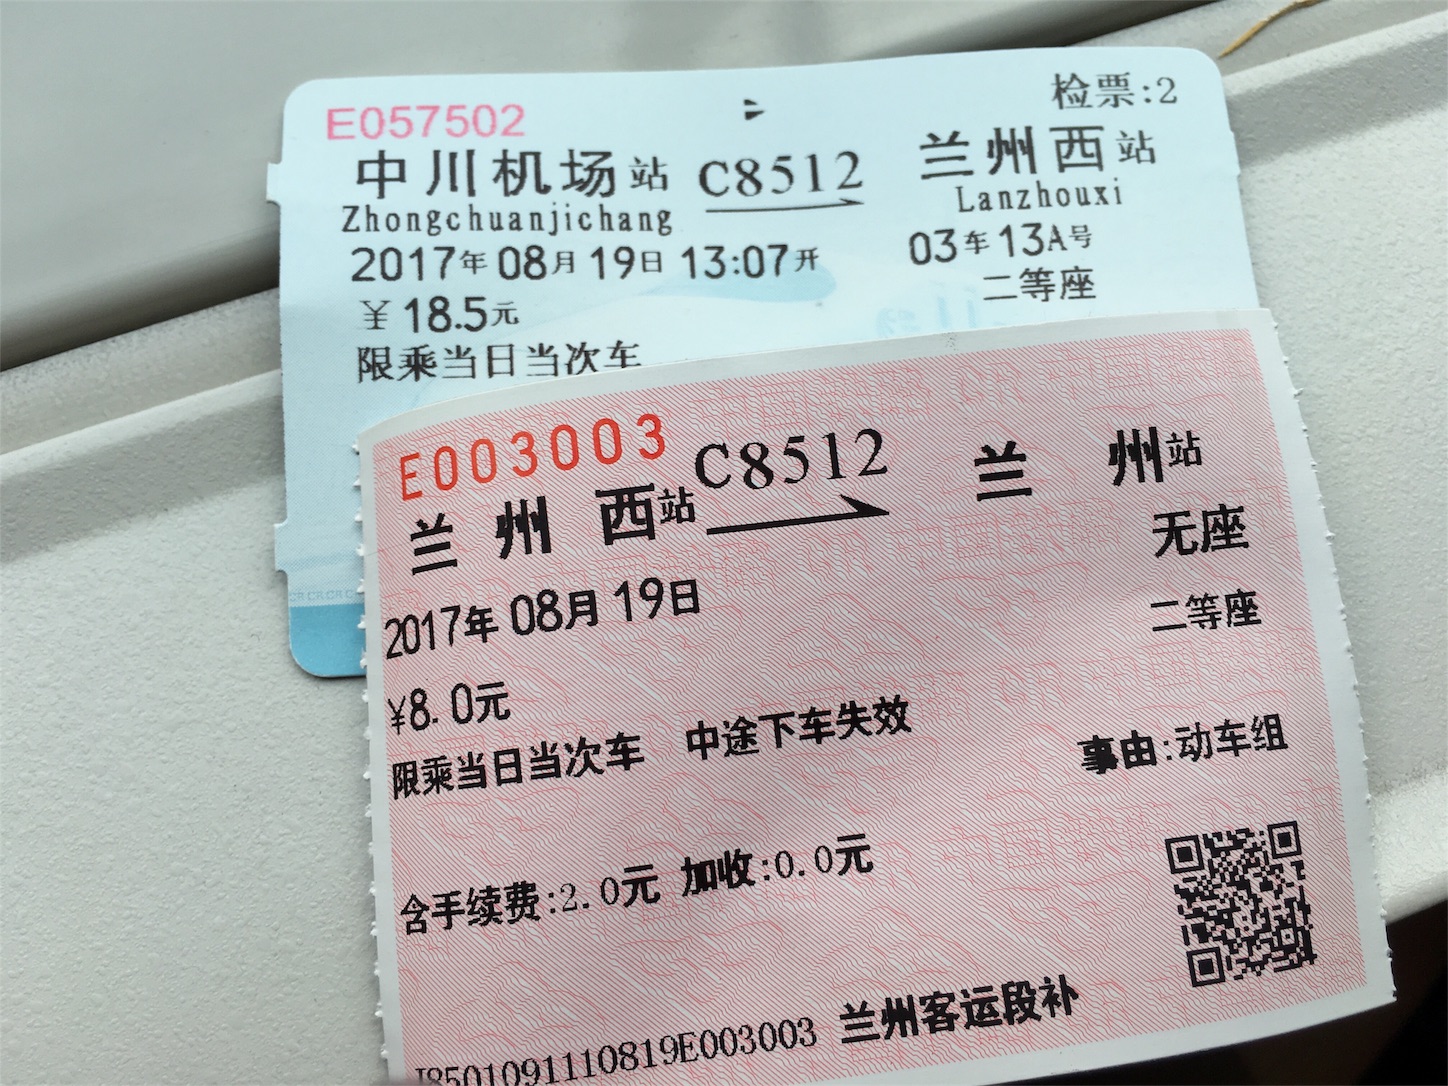 E057502
检票:2
中川机场站 C8512 兰州西站
Zhongchuanjichang Lanzhouxi
2017年08月19日 13:07开 03车13A号
¥18.5元 二等座
限乘当日当次车
E003003
兰州西站 C8512 兰州站
无座
2017年08月19日
二等座
¥8.0元
限乘当日当次车 中途下车失效
事由:动车组
含手续费:2.0元 加收:0.0元
兰州客运段补